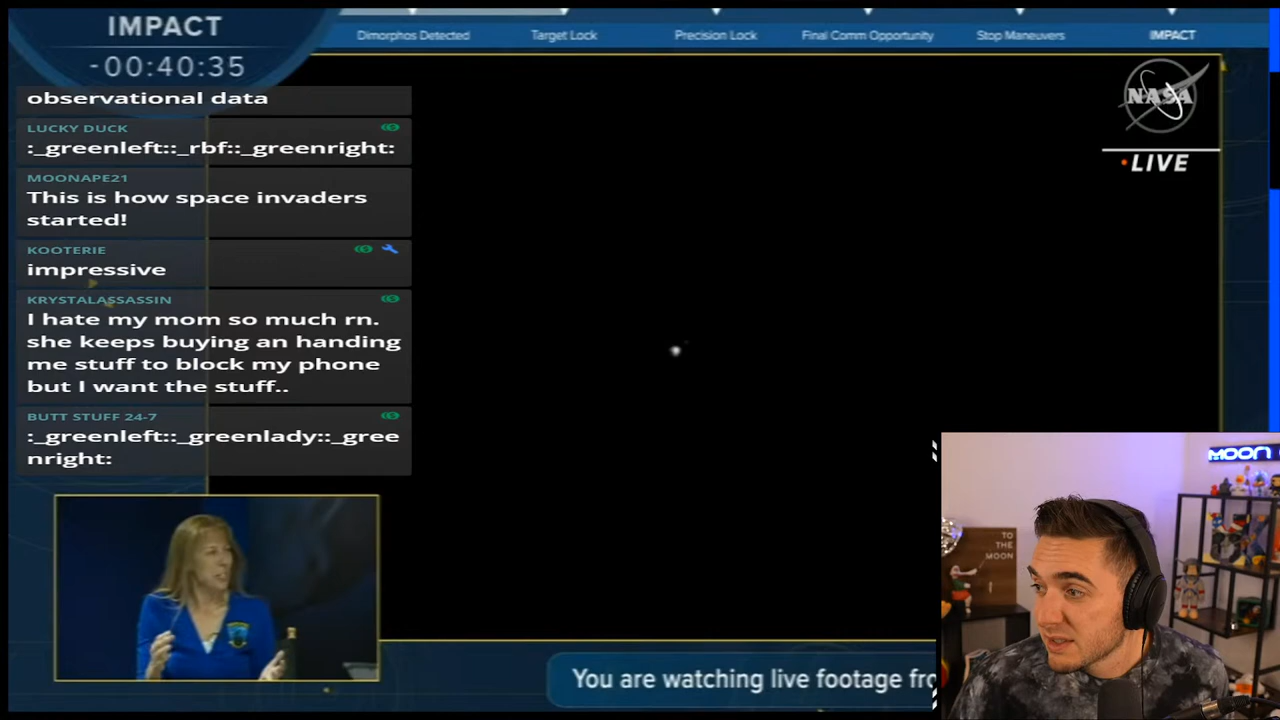 IMPACT
-00:40:35
Dimorphos Detected
Target Lock
Precision Lock
Final Comm Opportunity
Stop Maneuvers
IMPACT
NASA
LIVE
observational data
LUCKY DUCK
:_greenleft::_rbf::_greenright:
MOONAPE21
This is how space invaders
started!
KOOTERIE
impressive
KRYSTALASSASSIN
I hate my mom so much rn.
she keeps buying an handing
me stuff to block my phone
but I want the stuff..
BUTT STUFF 24-7
:_greenleft::_greenlady::_gree
nright:
MOON
TO
THE
MOON
You are watching live footage fro